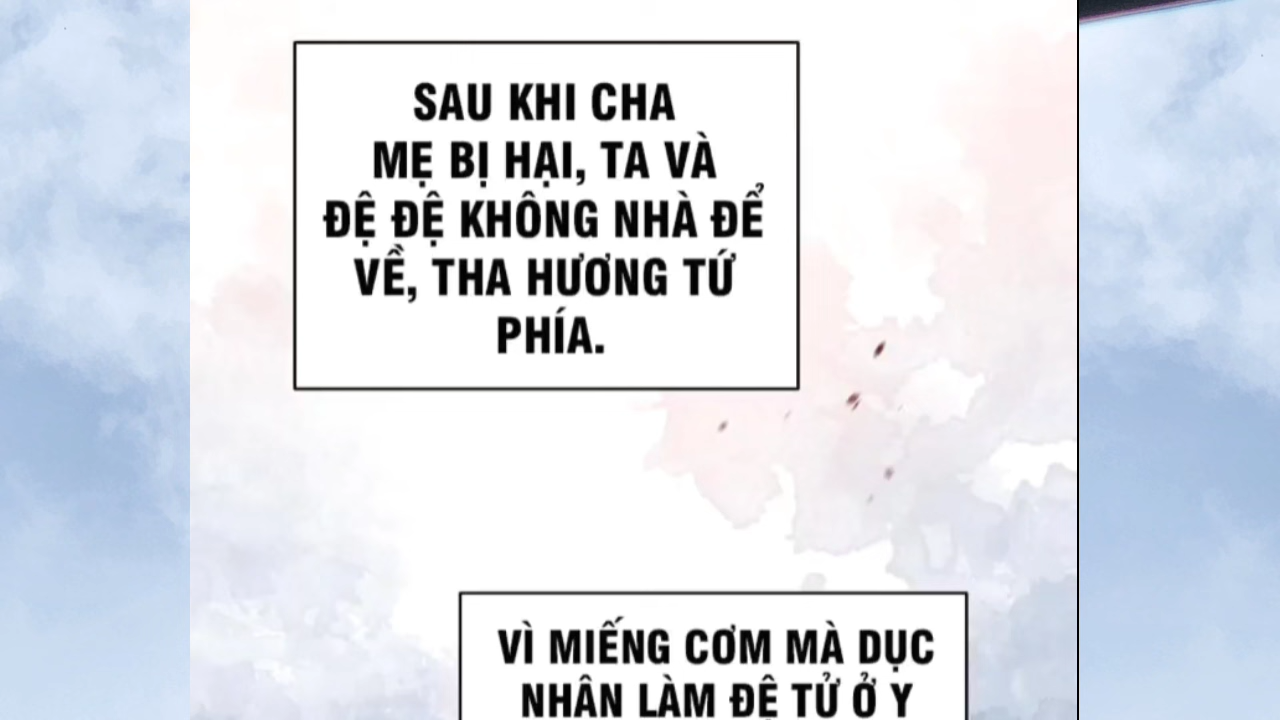 SAU KHI CHA
MẸ BỊ HẠI, TA VÀ
ĐỆ ĐỆ KHÔNG NHÀ ĐỂ
VỀ, THA HƯƠNG TỨ
PHÍA.
VÌ MIẾNG CƠM MÀ DỤC
NHÂN LÀM ĐỆ TỬ Ở Y